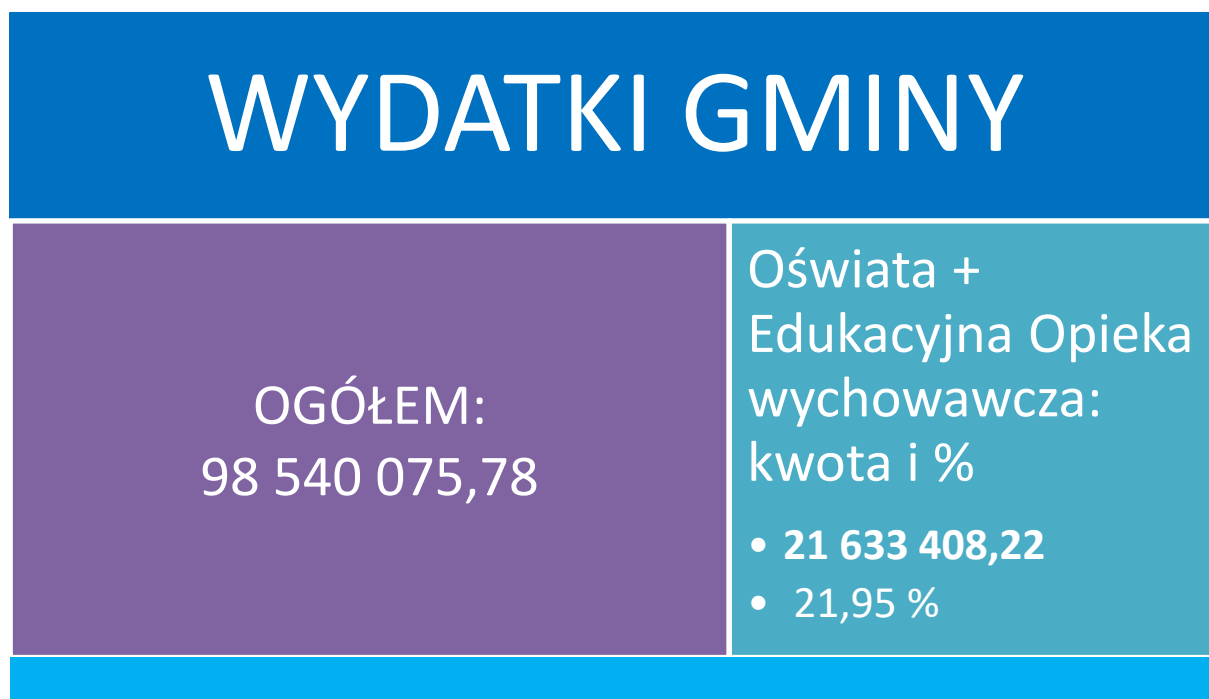 WYDATKI GMINY
OGÓŁEM:
98 540 075,78
Oświata +
Edukacyjna Opieka
wychowawcza:
kwota i %
• 21 633 408,22
• 21,95 %